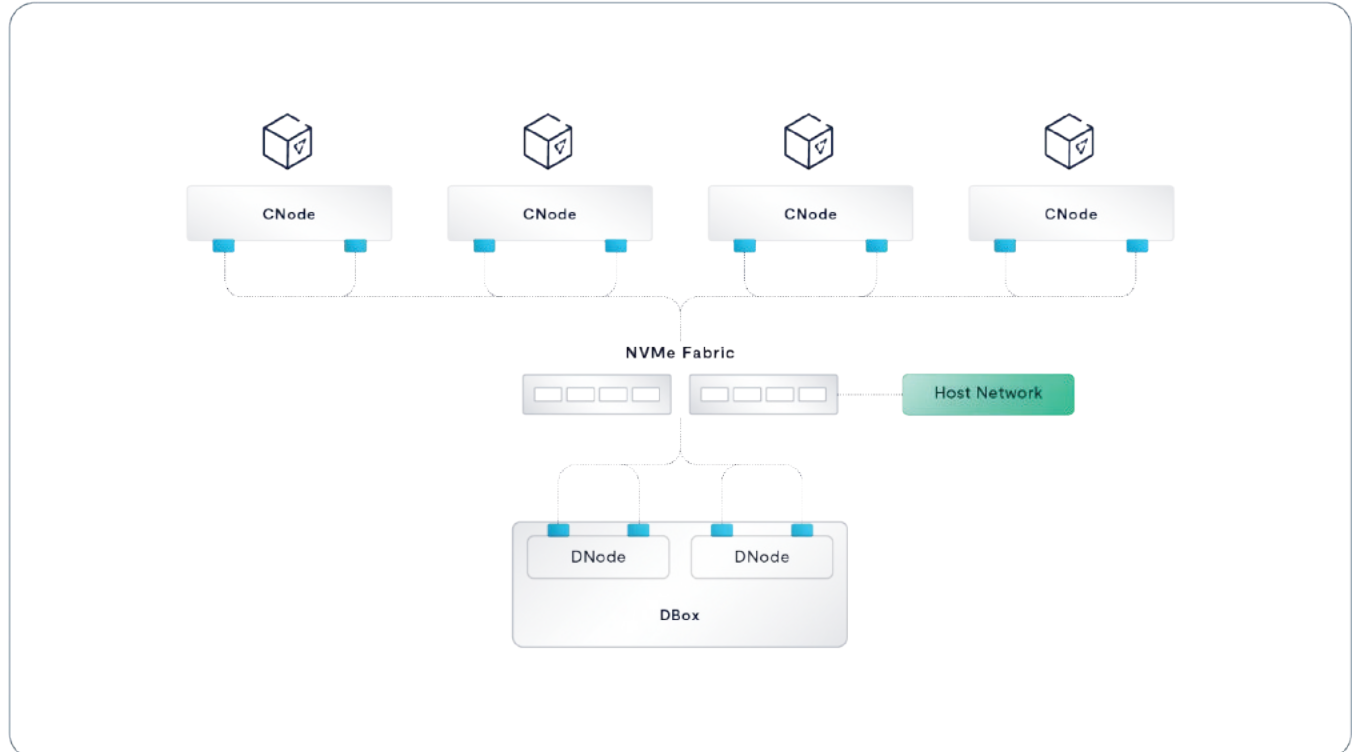 CNode
CNode
CNode
CNode
NVMe Fabric
Host Network
DNode
DNode
DBox